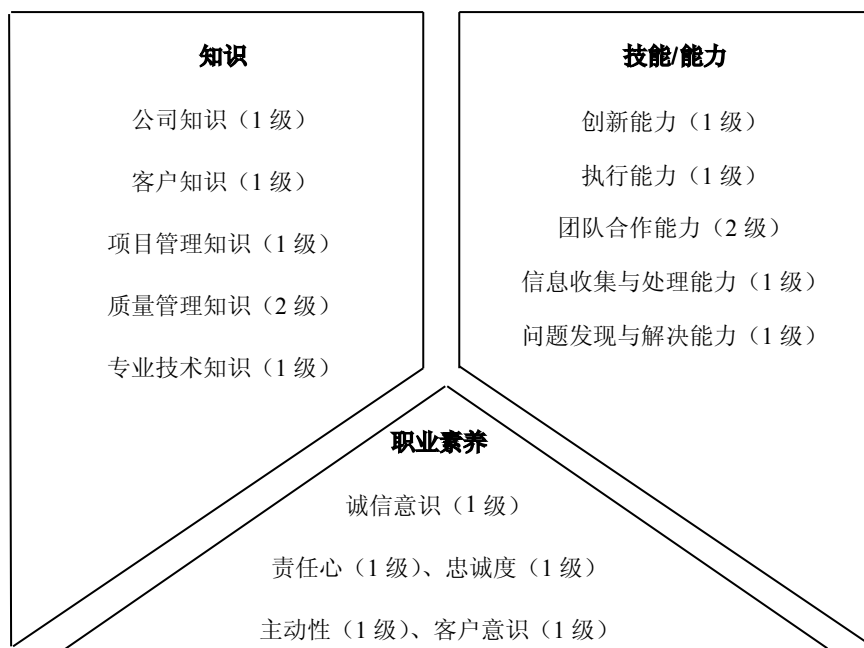 知识
公司知识（1 级）
客户知识（1 级）
项目管理知识（1 级）
质量管理知识（2 级）
专业技术知识（1 级）
技能/能力
创新能力（1 级）
执行能力（1 级）
团队合作能力（2 级）
信息收集与处理能力（1 级）
问题发现与解决能力（1 级）
职业素养
诚信意识（1 级）
责任心（1 级）、忠诚度（1 级）
主动性（1 级）、客户意识（1 级）